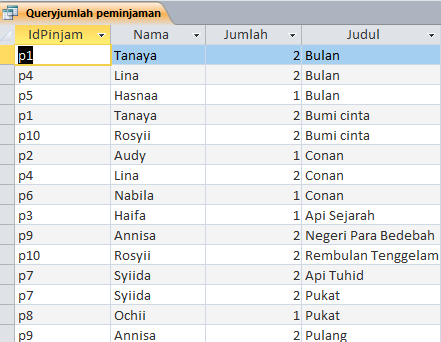 Queryjumlah peminjaman
IdPinjam Nama Jumlah Judul
p1 Tanaya 2 Bulan
p4 Lina 2 Bulan
p5 Hasnaa 1 Bulan
p1 Tanaya 2 Bumi cinta
p10 Rosyii 2 Bumi cinta
p2 Audy 1 Conan
p4 Lina 2 Conan
p6 Nabila 1 Conan
p3 Haifa 1 Api Sejarah
p9 Annisa 2 Negeri Para Bedebah
p10 Rosyii 2 Rembulan Tenggelam
p7 Syiida 2 Api Tuhid
p7 Syiida 2 Pukat
p8 Ochii 1 Pukat
p9 Annisa 2 Pulang